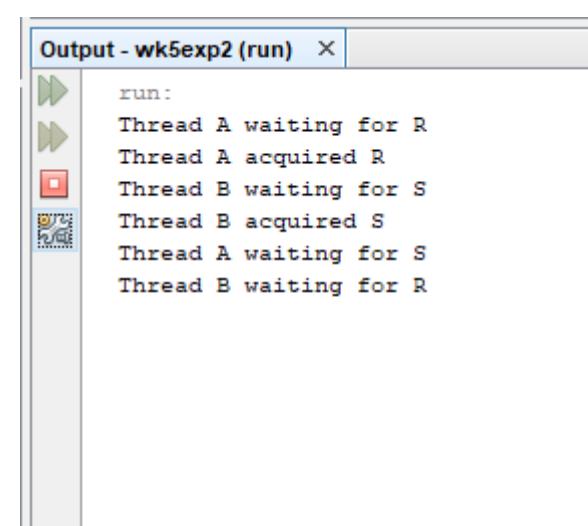 Output - wk5exp2 (run) ×
run:
Thread A waiting for R
Thread A acquired R
Thread B waiting for S
Thread B acquired S
Thread A waiting for S
Thread B waiting for R